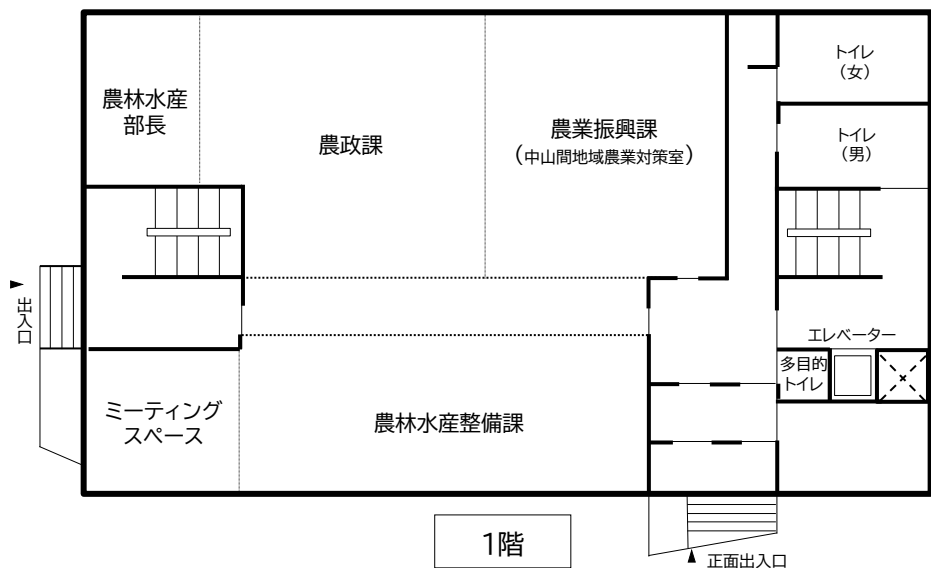 トイレ
（女）
農林水産
部長
農政課
農業振興課
（中山間地域農業対策室）
トイレ
（男）
出入口
エレベーター
多目的
トイレ
ミーティング
スペース
農林水産整備課
1階
正面出入口